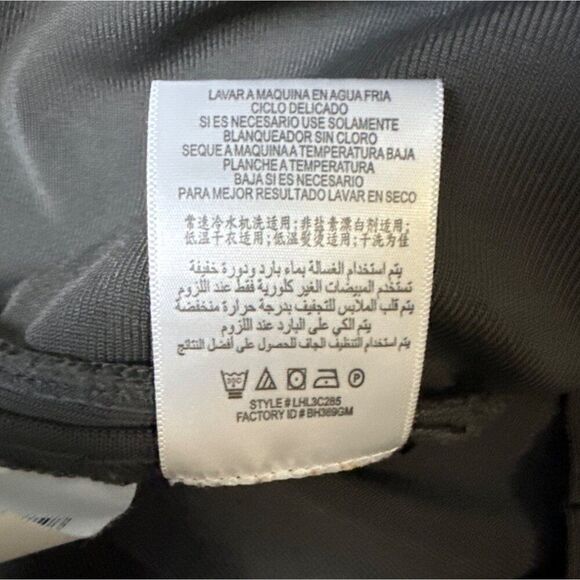 LAVAR A MAQUINA EN AGUA FRIA
CICLO DELICADO
SI ES NECESARIO USE SOLAMENTE
BLANQUEADOR SIN CLORO
SEQUE A MAQUINA A TEMPERATURA BAJA
PLANCHE A TEMPERATURA
BAJA SI ES NECESARIO
PARA MEJOR RESULTADO LAVAR EN SECO
常速冷水机洗适用;非盐素漂白剂适用;
低温干衣适用;低温熨烫适用;干洗为佳
يتم استخدام الغسالة بماء بارد ودورة خفيفة
تستخدم المبيضات الغير كلورية فقط عند اللزوم
يتم قلب الملابس للتجفيف بدرجة حرارة منخفضة
يتم الكي على البارد عند اللزوم
يتم استخدام التنظيف الجاف للحصول على أفضل النتائج
30C P
STYLE # LHL3C285
FACTORY ID # BH369GM